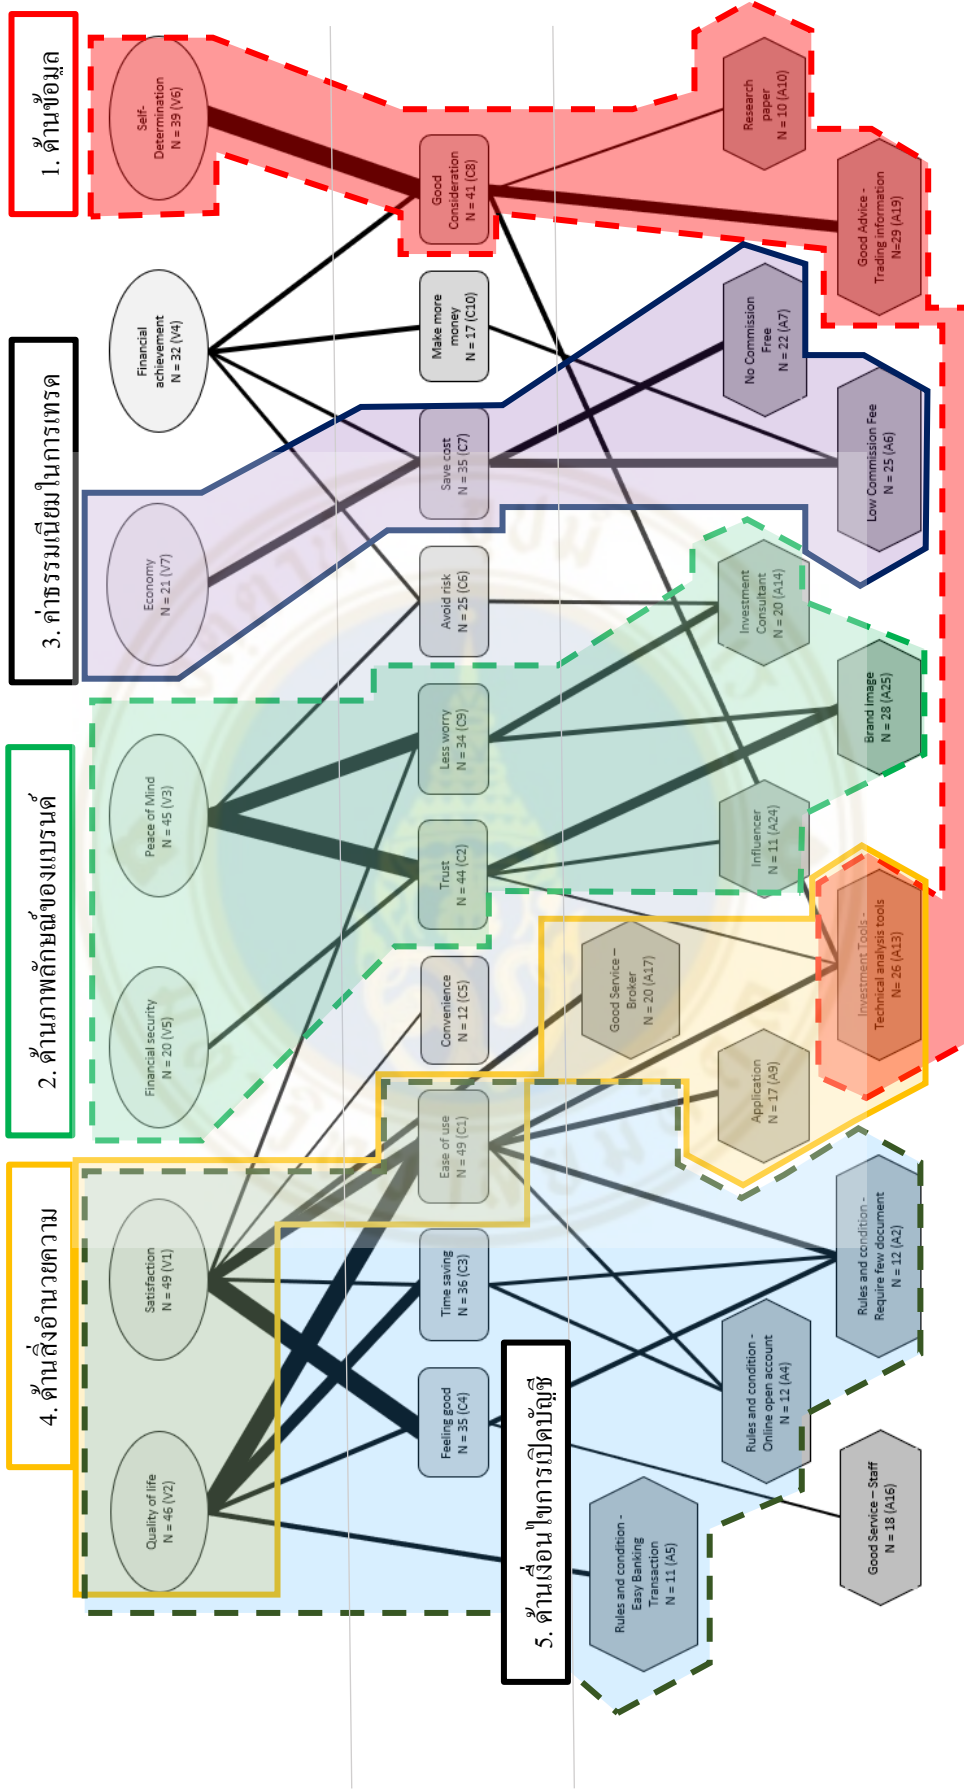 4. ด้านสิ่งอำนวยความ
2. ด้านภาพลักษณ์ของแบรนด์
3. ค่าธรรมเนียมในการเทรด
1. ด้านข้อมูล
Quality of life
N = 46 (V2)
Satisfaction
N = 49 (V1)
Financial security
N = 20 (V5)
Peace of Mind
N = 45 (V3)
Economy
N = 21 (V7)
Financial
achievement
N = 32 (V4)
Self-
Determination
N = 39 (V6)
Feeling good
N = 35 (C4)
Time saving
N = 36 (C3)
Ease of use
N = 49 (C1)
Convenience
N = 12 (C5)
Trust
N = 44 (C2)
Less worry
N = 34 (C9)
Avoid risk
N = 25 (C6)
Save cost
N = 35 (C7)
Make more
money
N = 17 (C10)
Good
Consideration
N = 41 (C8)
5. ด้านเงื่อนไขการเปิดบัญชี
Rules and condition -
Easy Banking
Transaction
N = 11 (A5)
Good Service –
Broker
N = 20 (A17)
Rules and condition -
Online open account
N = 12 (A4)
Application
N = 17 (A9)
Influencer
N = 11 (A24)
Investment
Consultant
N = 20 (A14)
No Commission
Free
N = 22 (A7)
Research
paper
N = 10 (A10)
Good Service – Staff
N = 18 (A16)
Rules and condition -
Require few document
N = 12 (A2)
Investment Tools -
Technical analysis tools
N= 26 (A13)
Brand image
N = 28 (A25)
Low Commission Fee
N = 25 (A6)
Good Advice -
Trading information
N=29 (A19)